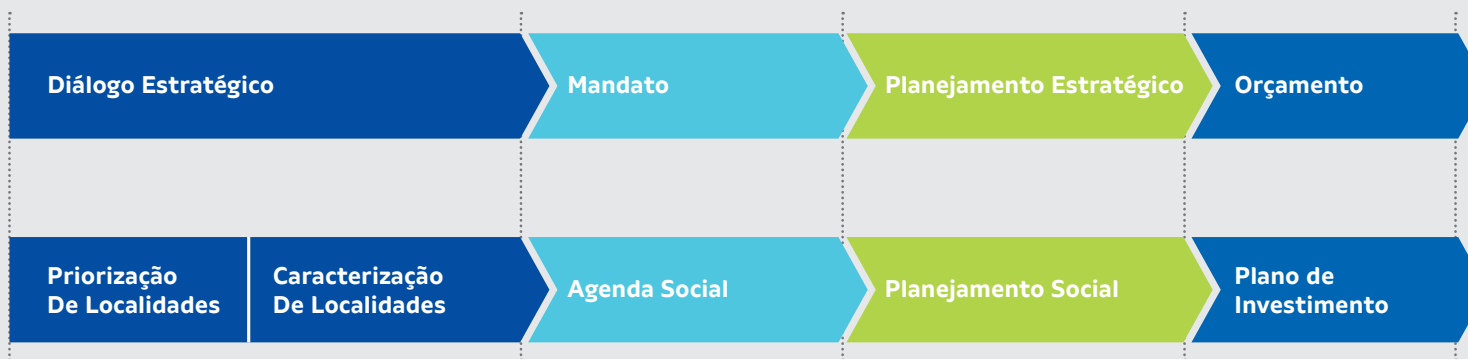 Diálogo Estratégico
Mandato
Planejamento Estratégico
Orçamento
Priorização
De Localidades
Caracterização
De Localidades
Agenda Social
Planejamento Social
Plano de
Investimento